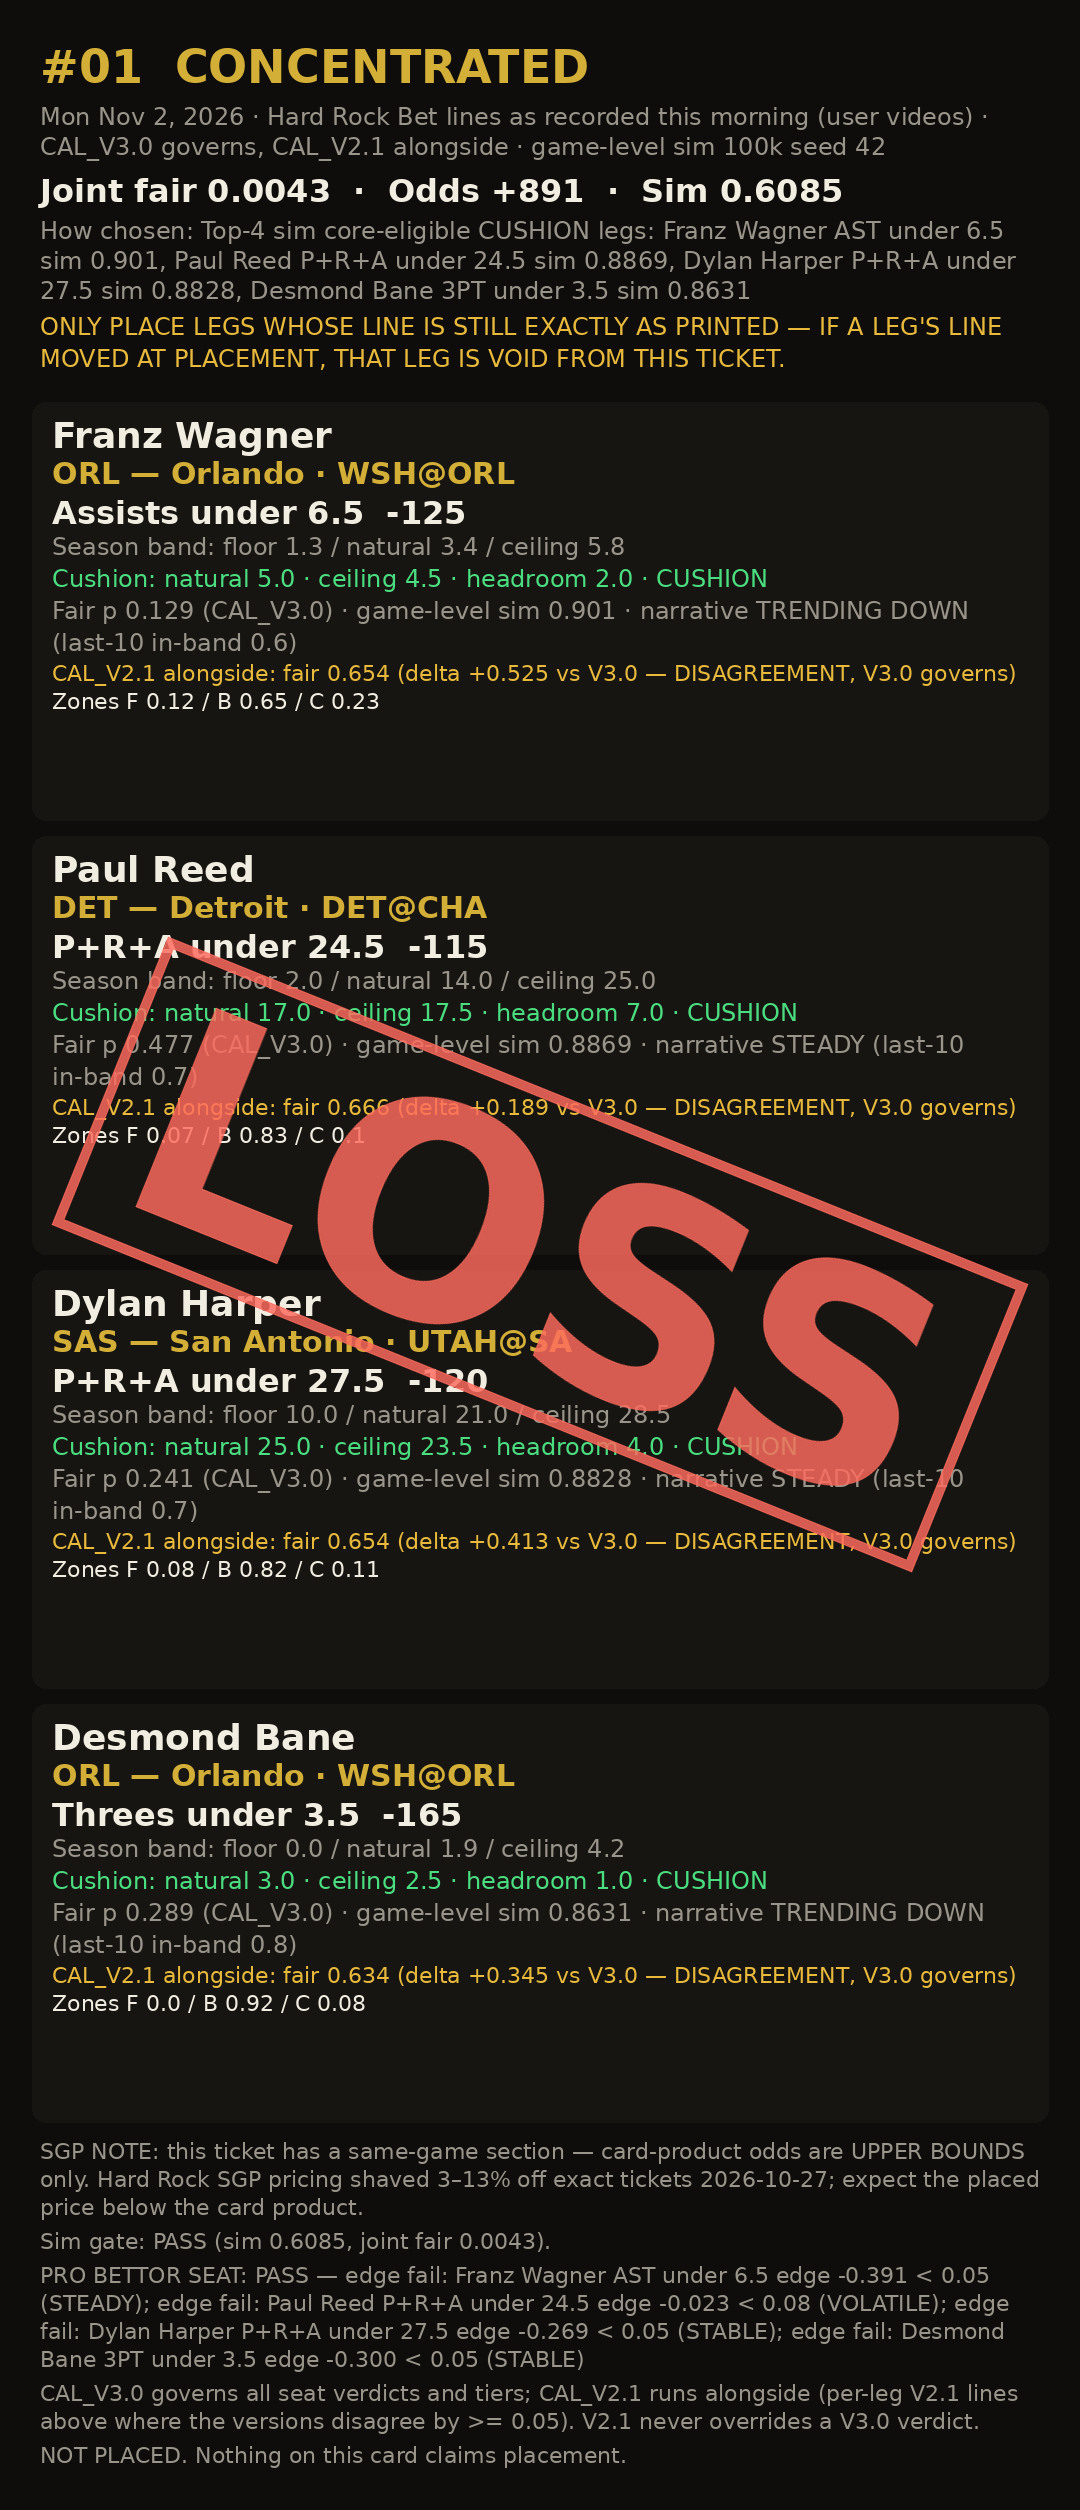 #01 CONCENTRATED
Mon Nov 2, 2026 · Hard Rock Bet lines as recorded this morning (user videos) ·
CAL_V3.0 governs, CAL_V2.1 alongside · game-level sim 100k seed 42
Joint fair 0.0043 · Odds +891 · Sim 0.6085
How chosen: Top-4 sim core-eligible CUSHION legs: Franz Wagner AST under 6.5
sim 0.901, Paul Reed P+R+A under 24.5 sim 0.8869, Dylan Harper P+R+A under
27.5 sim 0.8828, Desmond Bane 3PT under 3.5 sim 0.8631
ONLY PLACE LEGS WHOSE LINE IS STILL EXACTLY AS PRINTED — IF A LEG'S LINE
MOVED AT PLACEMENT, THAT LEG IS VOID FROM THIS TICKET.
Franz Wagner
ORL — Orlando · WSH@ORL
Assists under 6.5 -125
Season band: floor 1.3 / natural 3.4 / ceiling 5.8
Cushion: natural 5.0 · ceiling 4.5 · headroom 2.0 · CUSHION
Fair p 0.129 (CAL_V3.0) · game-level sim 0.901 · narrative TRENDING DOWN
(last-10 in-band 0.6)
CAL_V2.1 alongside: fair 0.654 (delta +0.525 vs V3.0 — DISAGREEMENT, V3.0 governs)
Zones F 0.12 / B 0.65 / C 0.23
Paul Reed
DET — Detroit · DET@CHA
P+R+A under 24.5 -115
Season band: floor 2.0 / natural 14.0 / ceiling 25.0
Cushion: natural 17.0 · ceiling 17.5 · headroom 7.0 · CUSHION
Fair p 0.477 (CAL_V3.0) · game-level sim 0.8869 · narrative STEADY (last-10
in-band 0.7)
CAL_V2.1 alongside: fair 0.666 (delta +0.189 vs V3.0 — DISAGREEMENT, V3.0 governs)
Zones F 0.07 / B 0.83 / C 0.1
LOSS
Dylan Harper
SAS — San Antonio · UTAH@SA
P+R+A under 27.5 -120
Season band: floor 10.0 / natural 21.0 / ceiling 28.5
Cushion: natural 25.0 · ceiling 23.5 · headroom 4.0 · CUSHION
Fair p 0.241 (CAL_V3.0) · game-level sim 0.8828 · narrative STEADY (last-10
in-band 0.7)
CAL_V2.1 alongside: fair 0.654 (delta +0.413 vs V3.0 — DISAGREEMENT, V3.0 governs)
Zones F 0.08 / B 0.82 / C 0.11
Desmond Bane
ORL — Orlando · WSH@ORL
Threes under 3.5 -165
Season band: floor 0.0 / natural 1.9 / ceiling 4.2
Cushion: natural 3.0 · ceiling 2.5 · headroom 1.0 · CUSHION
Fair p 0.289 (CAL_V3.0) · game-level sim 0.8631 · narrative TRENDING DOWN
(last-10 in-band 0.8)
CAL_V2.1 alongside: fair 0.634 (delta +0.345 vs V3.0 — DISAGREEMENT, V3.0 governs)
Zones F 0.0 / B 0.92 / C 0.08
SGP NOTE: this ticket has a same-game section — card-product odds are UPPER BOUNDS
only. Hard Rock SGP pricing shaved 3–13% off exact tickets 2026-10-27; expect the placed
price below the card product.
Sim gate: PASS (sim 0.6085, joint fair 0.0043).
PRO BETTOR SEAT: PASS — edge fail: Franz Wagner AST under 6.5 edge -0.391 < 0.05
(STEADY); edge fail: Paul Reed P+R+A under 24.5 edge -0.023 < 0.08 (VOLATILE); edge
fail: Dylan Harper P+R+A under 27.5 edge -0.269 < 0.05 (STABLE); edge fail: Desmond
Bane 3PT under 3.5 edge -0.300 < 0.05 (STABLE)
CAL_V3.0 governs all seat verdicts and tiers; CAL_V2.1 runs alongside (per-leg V2.1 lines
above where the versions disagree by >= 0.05). V2.1 never overrides a V3.0 verdict.
NOT PLACED. Nothing on this card claims placement.